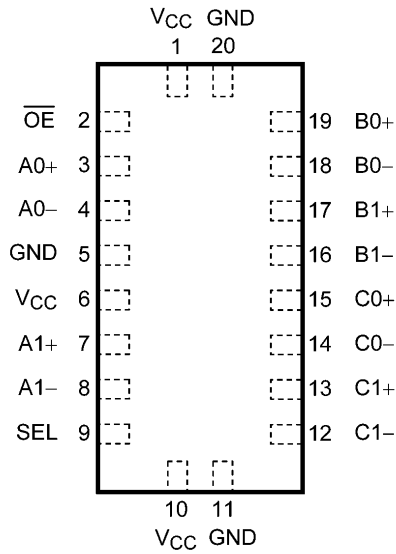 VCC GND
1 20
OE 2 19 B0+
A0+ 3 18 B0−
A0− 4 17 B1+
GND 5 16 B1−
VCC 6 15 C0+
A1+ 7 14 C0−
A1− 8 13 C1+
SEL 9 12 C1−
10 11
VCC GND